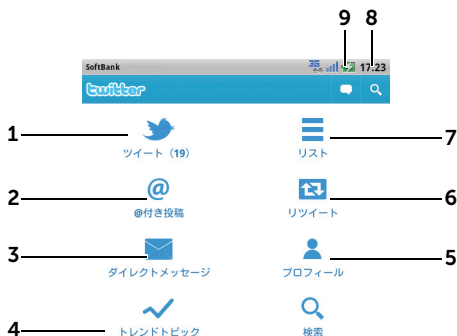 9 8
SoftBank 3G 17:23
twitter
1 7
ツイート（19） リスト
2 @ 6
@付き投稿 リツイート
3 5
ダイレクトメッセージ プロフィール
4
トレンドトピック 検索